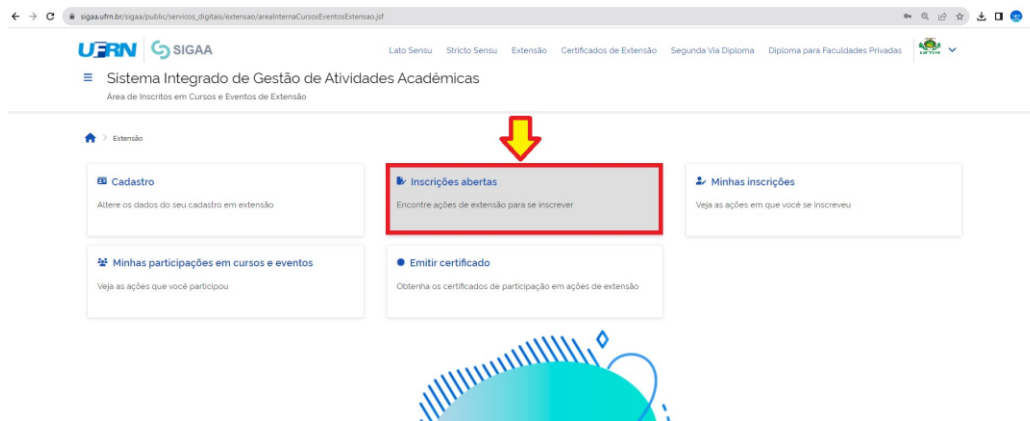 sigaa.ufrn.br/sigaa/public/servicos_digitais/extensao/areaInternaCursosEventosExtensao.jsf
UFRN SIGAA Lato Sensu Stricto Sensu Extensão Certificados de Extensão Segunda Via Diploma Diploma para Faculdades Privadas
Sistema Integrado de Gestão de Atividades Acadêmicas
Área de Inscritos em Cursos e Eventos de Extensão
> Extensão
Cadastro
Altere os dados do seu cadastro em extensão
Inscrições abertas
Encontre ações de extensão para se inscrever
Minhas inscrições
Veja as ações em que você se inscreveu
Minhas participações em cursos e eventos
Veja as ações que você participou
Emitir certificado
Obtenha os certificados de participação em ações de extensão